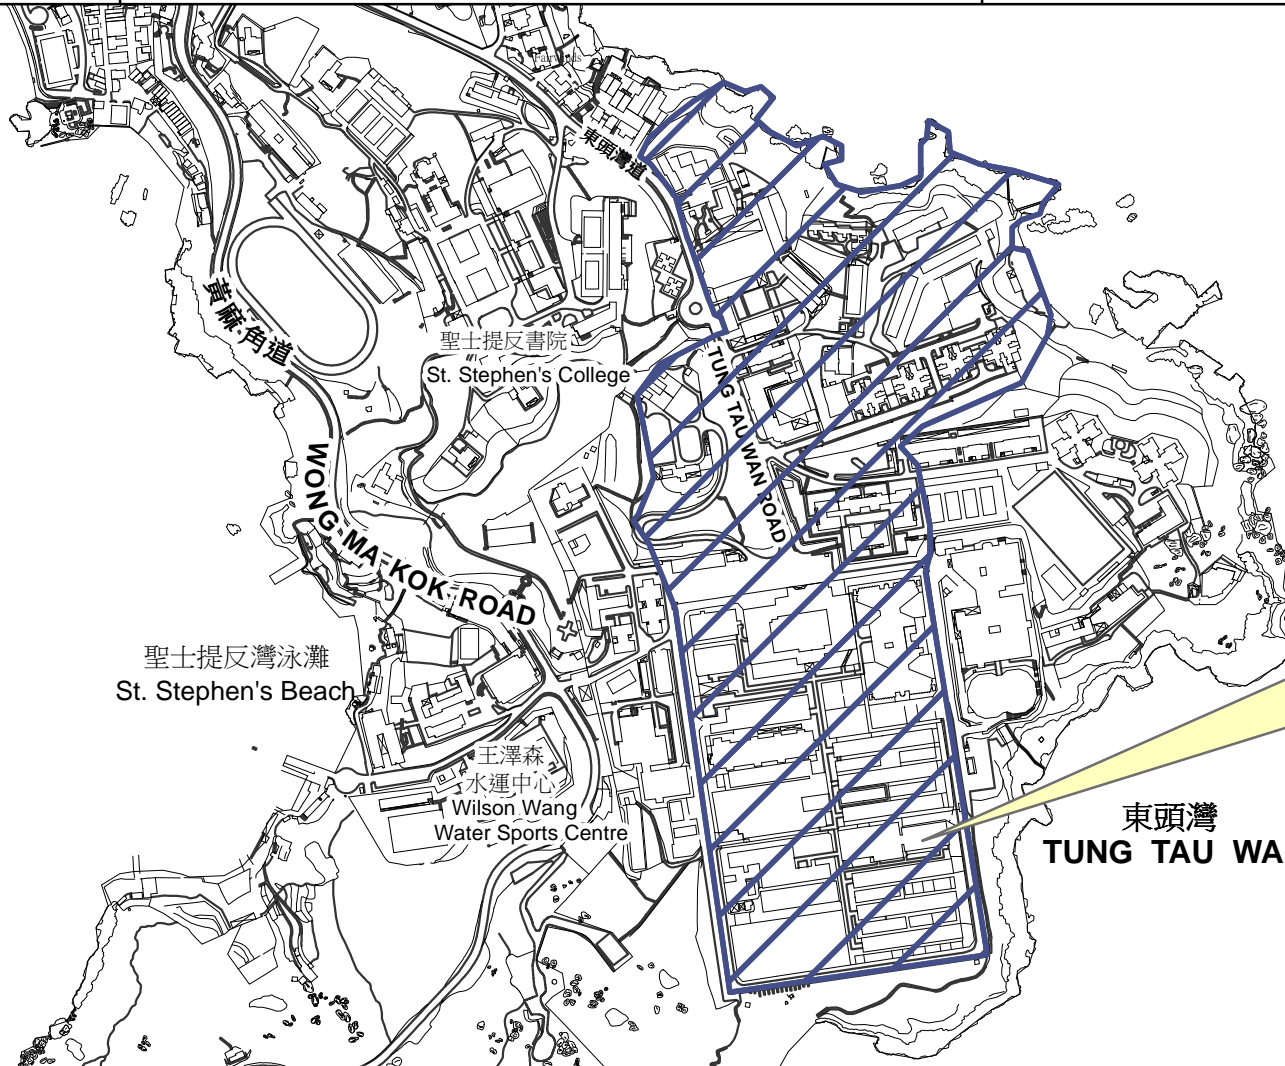 Fairwinds
東頭灣道
黃麻角道
聖士提反書院
St. Stephen's College
TUNG TAU WAN ROAD
WONG MA KOK ROAD
聖士提反灣泳灘
St. Stephen's Beach
王澤森
水運中心
Wilson Wang
Water Sports Centre
東頭灣
TUNG TAU WA